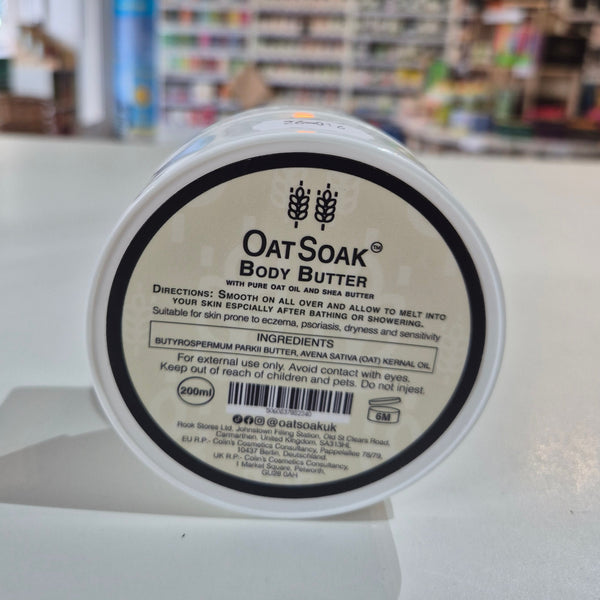 OAT SOAK™
BODY BUTTER
WITH PURE OAT OIL AND SHEA BUTTER
DIRECTIONS: SMOOTH ON ALL OVER AND ALLOW TO MELT INTO
YOUR SKIN ESPCIALLY AFTER BATHING OR SHOWERING.
Suitable for skin prone to eczema, psoriasis, dryness and sensitivity
INGREDIENTS
BUTYROSPERMUM PARKII BUTTER, AVENA SATIVA (OAT) KERNAL OIL
For external use only. Avoid contact with eyes.
Keep out of reach of children and pets. Do not injest.
200ml
6M
@oatsoakuk
Rook Stores Ltd, Johnstown Filling Station, Old St Clears Road,
Carmarthen, United Kingdom, SA313HL
EU R.P.- Colin's Cosmetics Consultancy, Pappelallee 78/79,
10437 Berlin, Deutschland.
UK R.P.- Colin's Cosmetics Consultancy,
1 Market Square, Petworth,
GU28 0AH